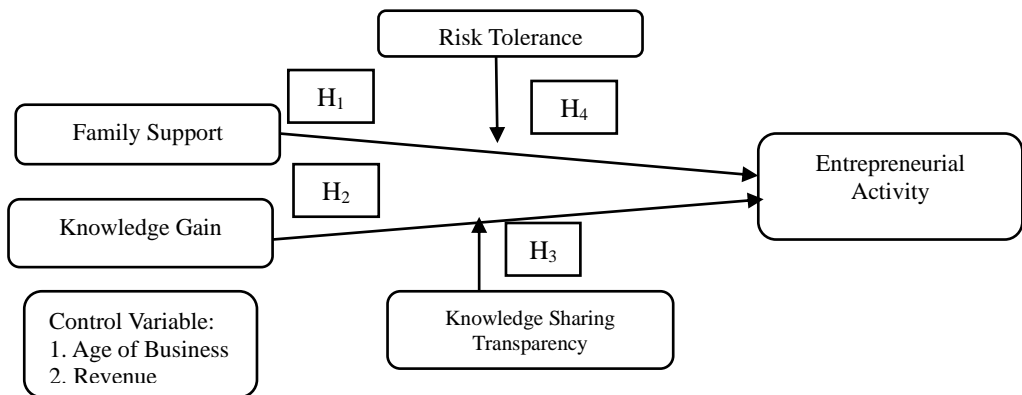 Risk Tolerance
H₁
H₄
Family Support
Entrepreneurial
Activity
H₂
Knowledge Gain
H₃
Knowledge Sharing
Transparency
Control Variable:
1. Age of Business
2. Revenue